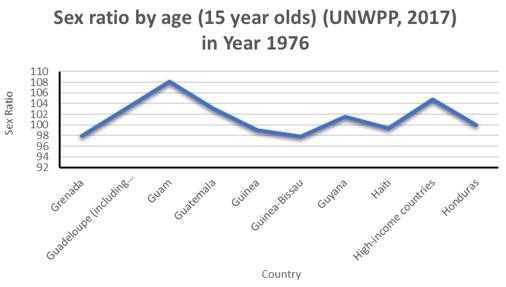 Sex ratio by age (15 year olds) (UNWPP, 2017)
in Year 1976
110
108
106
104
102
100
98
96
94
92
Sex Ratio
Grenada
Guadeloupe (including...
Guam
Guatemala
Guinea
Guinea-Bissau
Guyana
Haiti
High-income countries
Honduras
Country